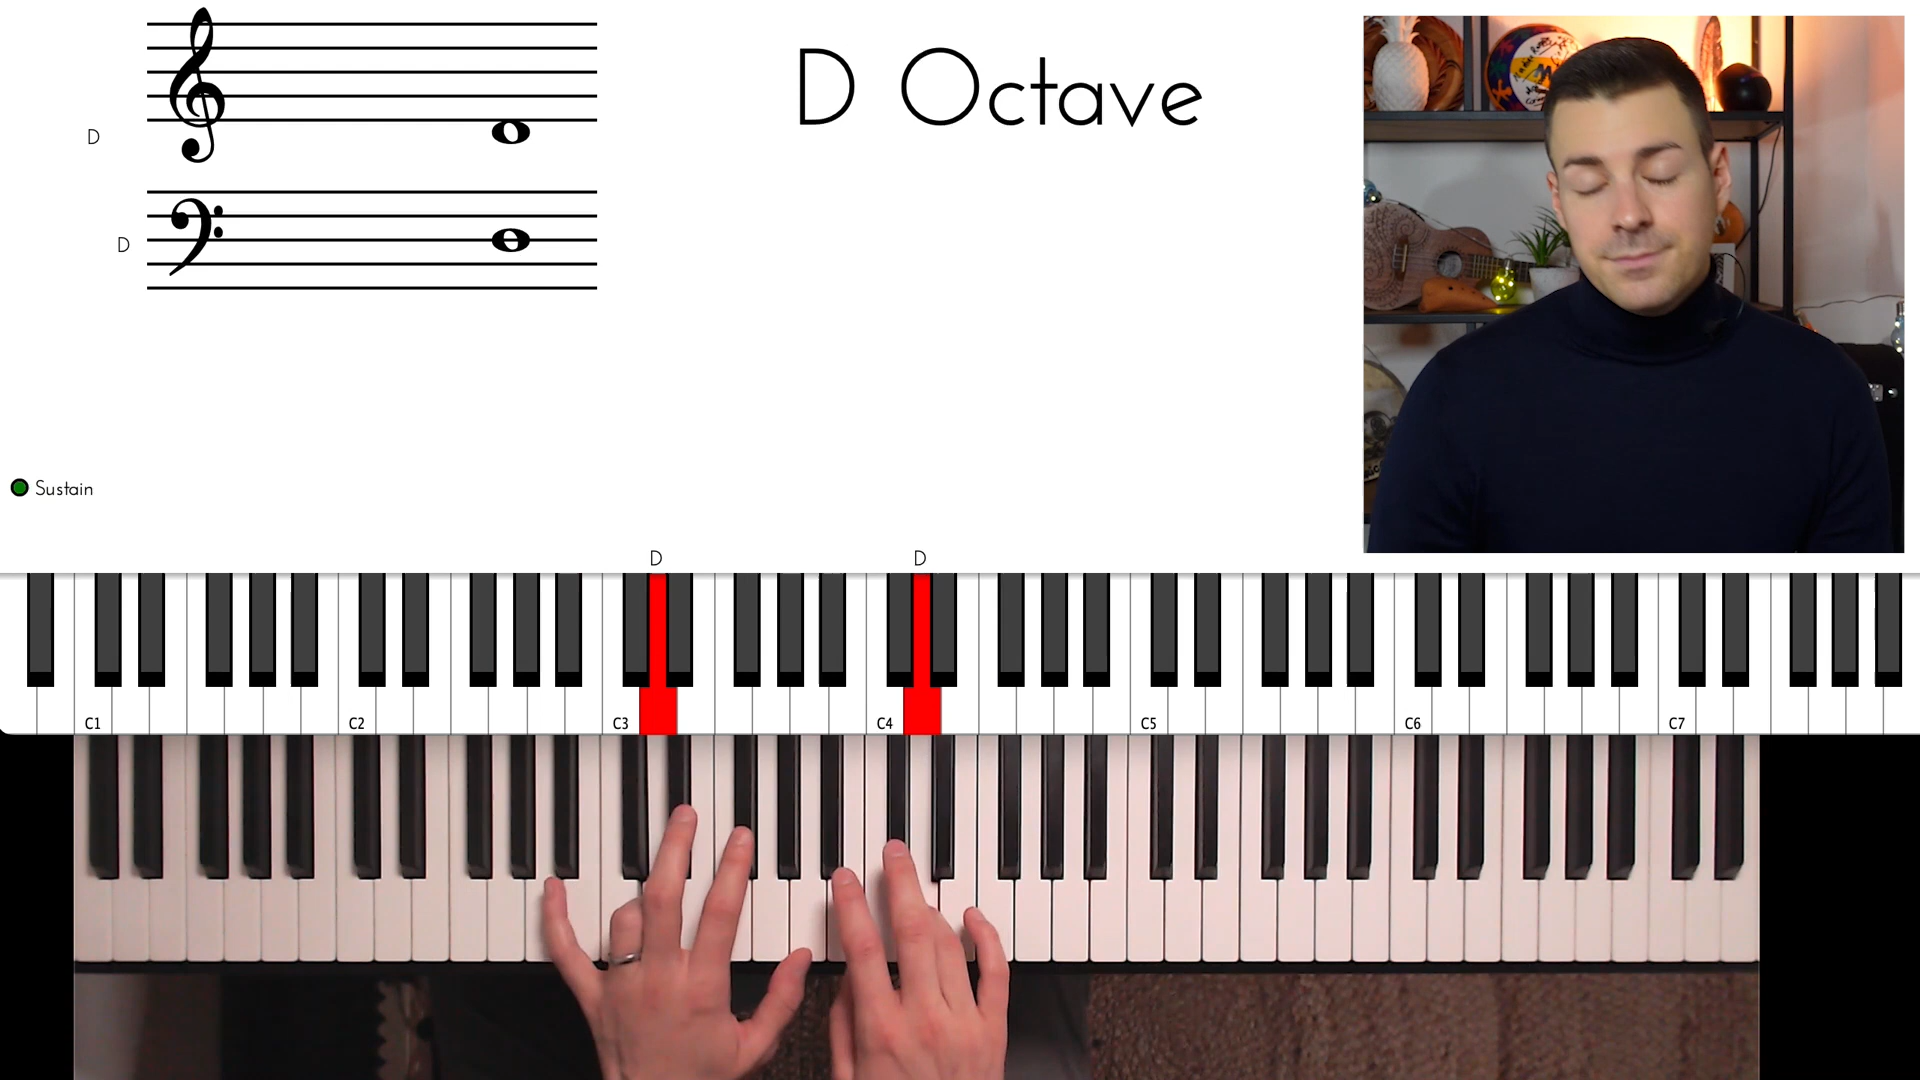 D Octave
D
D
Sustain
D D
C1 C2 C3 C4 C5 C6 C7